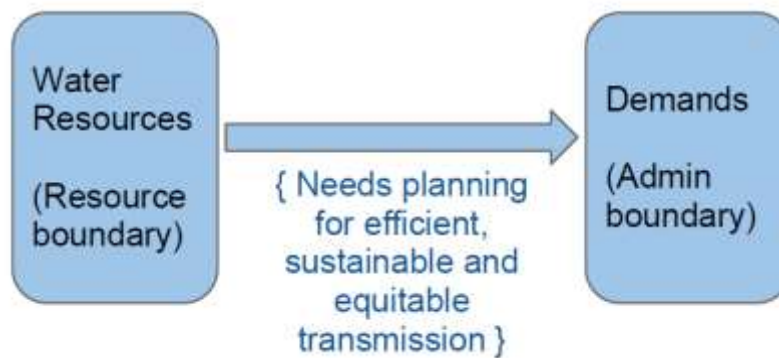 Water
Resources
(Resource
boundary)
{ Needs planning
for efficient,
sustainable and
equitable
transmission }
Demands
(Admin
boundary)